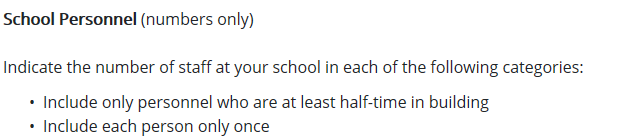 School Personnel (numbers only)
Indicate the number of staff at your school in each of the following categories:
• Include only personnel who are at least half-time in building
• Include each person only once